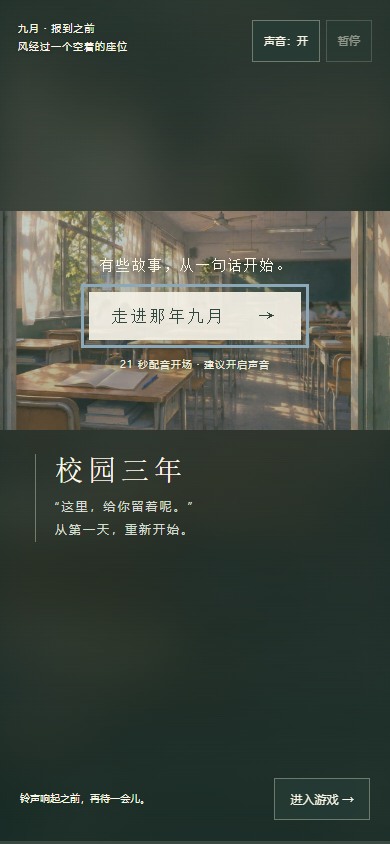 九月 · 报到之前
风经过一个空着的座位
声音：开
暂停
有些故事，从一句话开始。
走进那年九月 →
21 秒配音开场 · 建议开启声音
校园三年
“这里，给你留着呢。”
从第一天，重新开始。
铃声响起之前，再待一会儿。
进入游戏 →